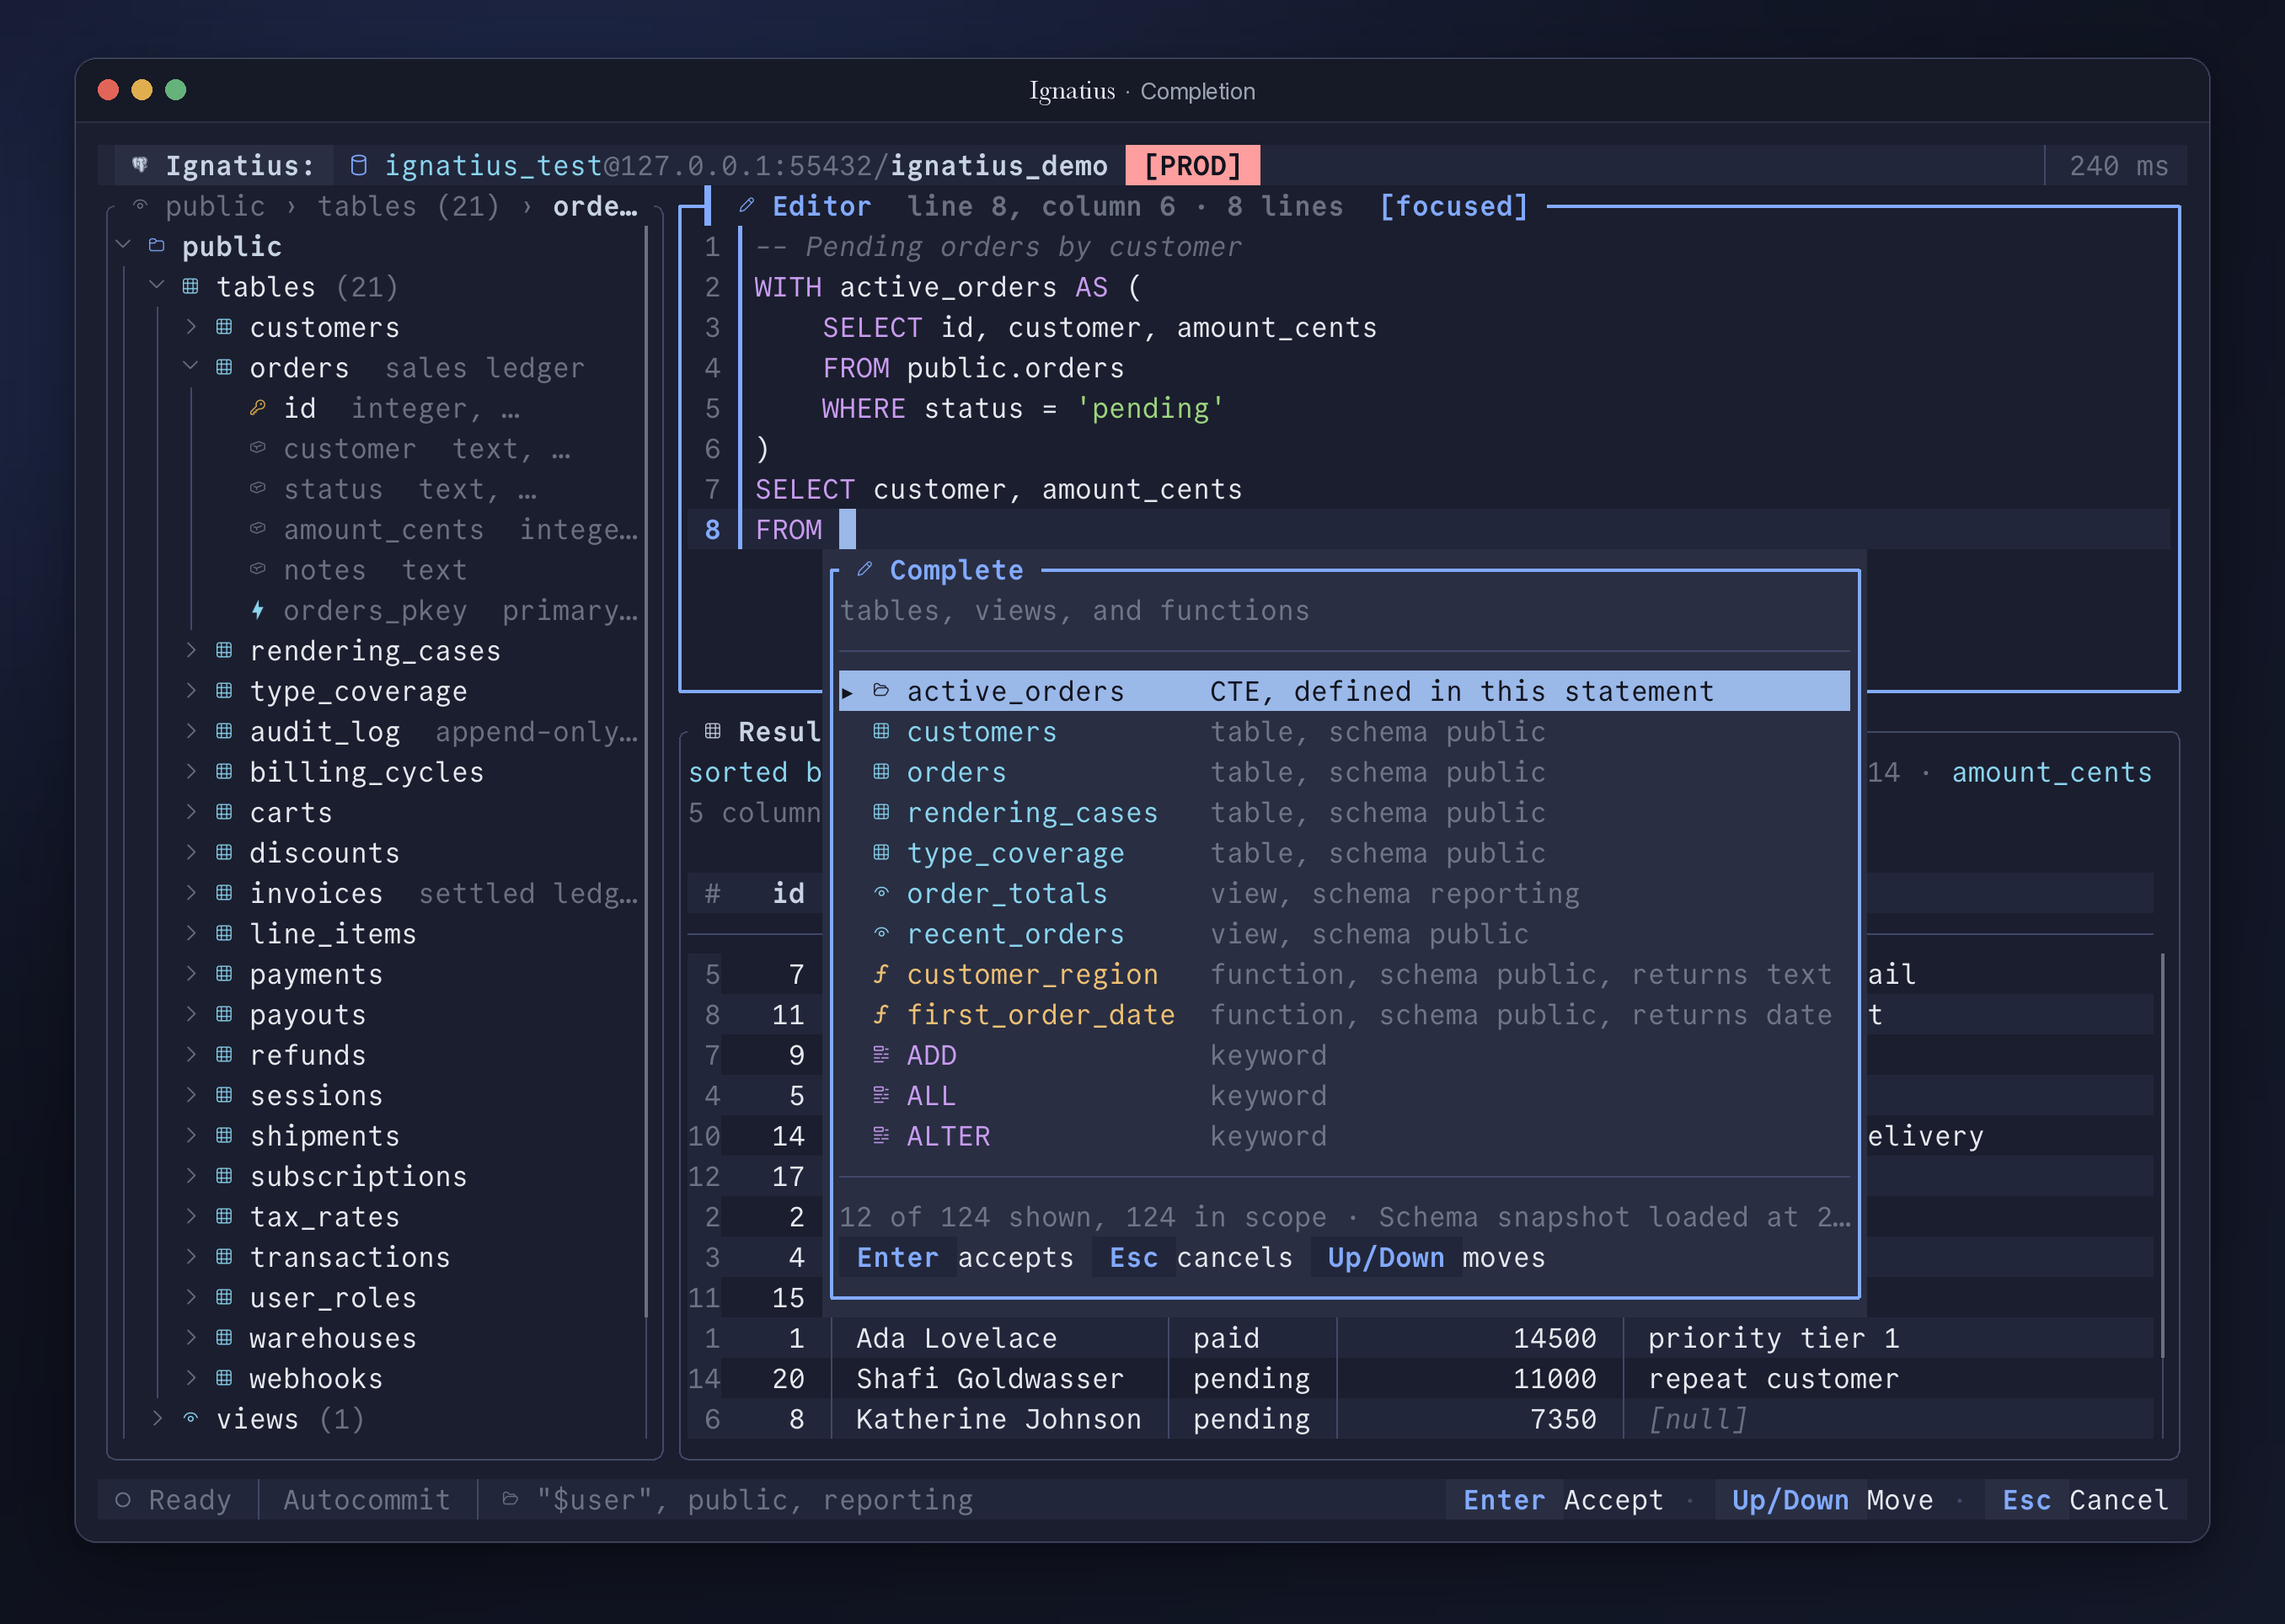 Ignatius · Completion
Ignatius: ignatius_test@127.0.0.1:55432/ignatius_demo [PROD] 240 ms
public › tables (21) › orde…
public
tables (21)
customers
orders sales ledger
id integer, …
customer text, …
status text, …
amount_cents intege…
notes text
orders_pkey primary…
rendering_cases
type_coverage
audit_log append-only…
billing_cycles
carts
discounts
invoices settled ledg…
line_items
payments
payouts
refunds
sessions
shipments
subscriptions
tax_rates
transactions
user_roles
warehouses
webhooks
views (1)
Editor line 8, column 6 · 8 lines [focused]
1 -- Pending orders by customer
2 WITH active_orders AS (
3 SELECT id, customer, amount_cents
4 FROM public.orders
5 WHERE status = 'pending'
6 )
7 SELECT customer, amount_cents
8 FROM
Complete
tables, views, and functions
active_orders CTE, defined in this statement
customers table, schema public
orders table, schema public
rendering_cases table, schema public
type_coverage table, schema public
order_totals view, schema reporting
recent_orders view, schema public
customer_region function, schema public, returns text
first_order_date function, schema public, returns date
ADD keyword
ALL keyword
ALTER keyword
12 of 124 shown, 124 in scope · Schema snapshot loaded at 2…
Enter accepts Esc cancels Up/Down moves
Resul
sorted b 14 · amount_cents
5 column
# id
5 7 ail
8 11 t
7 9
4 5
10 14 elivery
12 17
2 2
3 4
11 15
1 1 Ada Lovelace paid 14500 priority tier 1
14 20 Shafi Goldwasser pending 11000 repeat customer
6 8 Katherine Johnson pending 7350 [null]
Ready Autocommit "$user", public, reporting Enter Accept · Up/Down Move · Esc Cancel